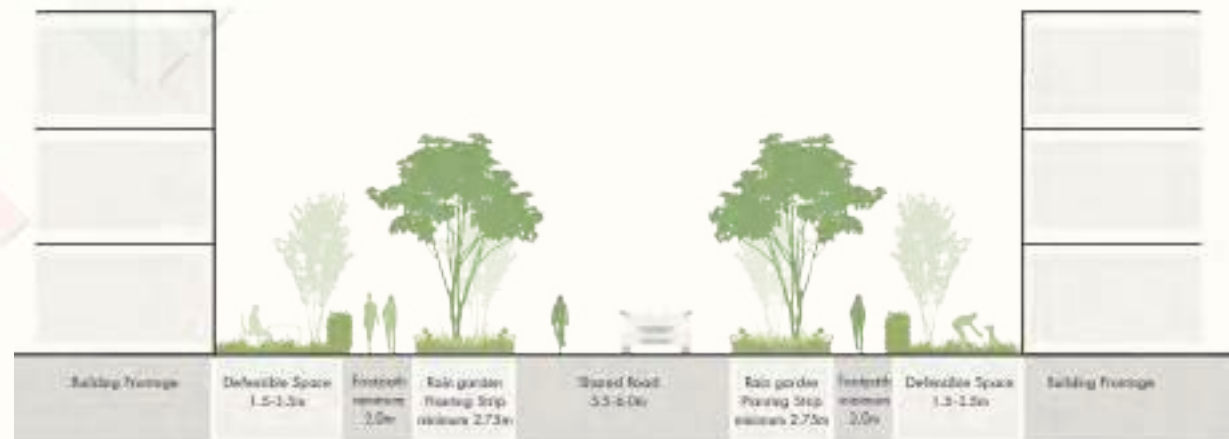 Building Frontage
Defensible Space
1.5-3.5m
Footpath
minimum
2.0m
Rain garden
Planting Strip
minimum 2.75m
Shared Road
5.5-6.0m
Rain garden
Planting Strip
minimum 2.75m
Footpath
minimum
2.0m
Defensible Space
1.5-3.5m
Building Frontage